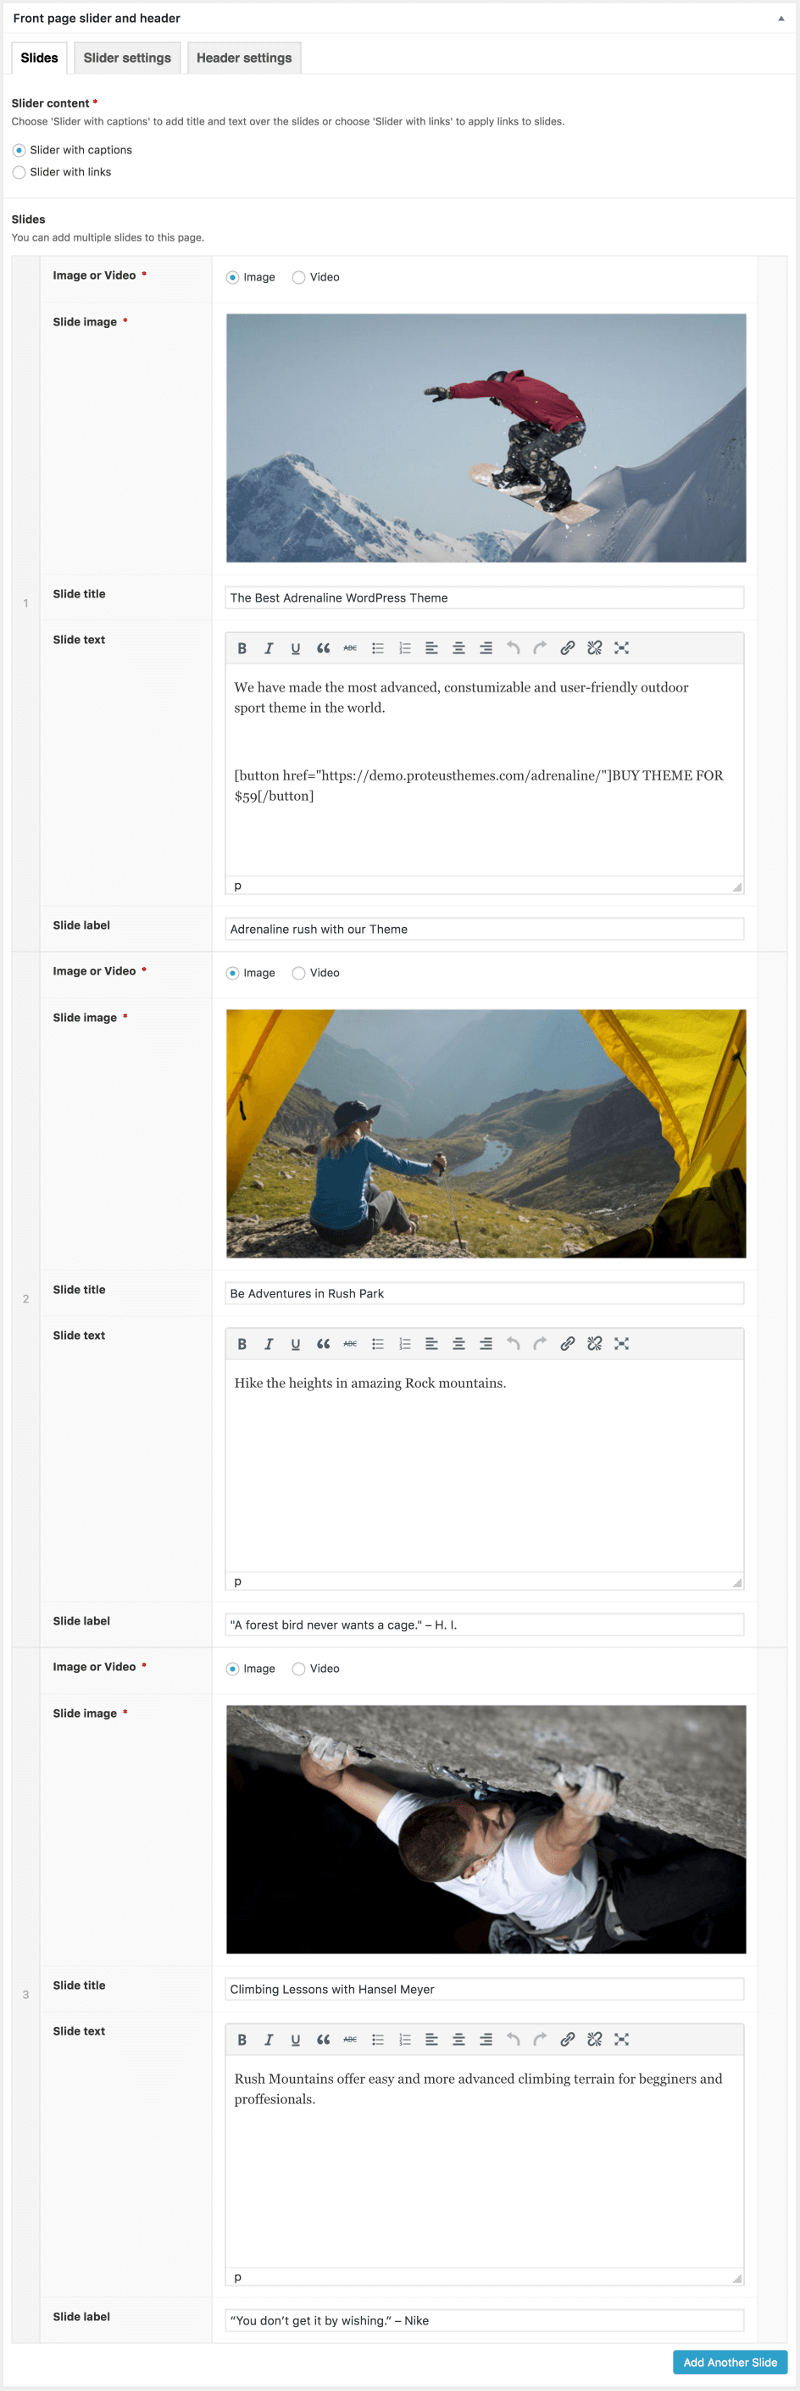 Front page slider and header
Slides
Slider settings
Header settings
Slider content *
Choose 'Slider with captions' to add title and text over the slides or choose 'Slider with links' to apply links to slides.
Slider with captions
Slider with links
Slides
You can add multiple slides to this page.
1
Image or Video *
Image
Video
Slide image *
Slide title
The Best Adrenaline WordPress Theme
Slide text
B I U ABC
We have made the most advanced, constumizable and user-friendly outdoor
sport theme in the world.
[button href="https://demo.proteusthemes.com/adrenaline/"]BUY THEME FOR
$59[/button]
p
Slide label
Adrenaline rush with our Theme
2
Image or Video *
Image
Video
Slide image *
Slide title
Be Adventures in Rush Park
Slide text
B I U ABC
Hike the heights in amazing Rock mountains.
p
Slide label
"A forest bird never wants a cage." – H. I.
3
Image or Video *
Image
Video
Slide image *
Slide title
Climbing Lessons with Hansel Meyer
Slide text
B I U ABC
Rush Mountains offer easy and more advanced climbing terrain for begginers and
proffesionals.
p
Slide label
“You don’t get it by wishing.” – Nike
Add Another Slide